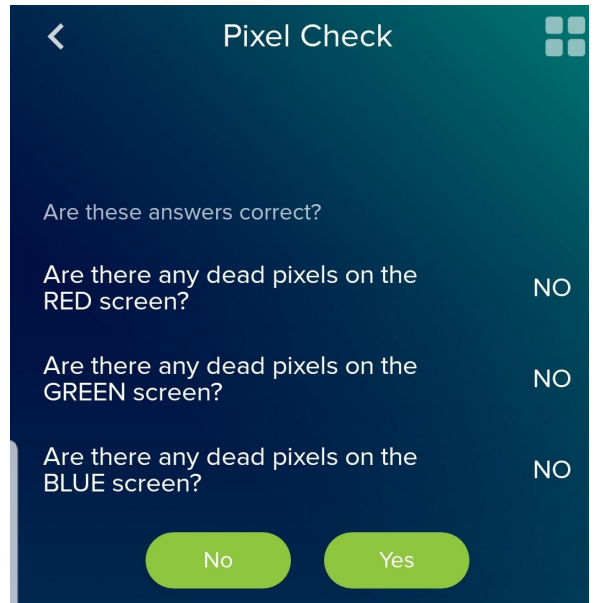 Pixel Check
Are these answers correct?
Are there any dead pixels on the
RED screen?
NO
Are there any dead pixels on the
GREEN screen?
NO
Are there any dead pixels on the
BLUE screen?
NO
No
Yes